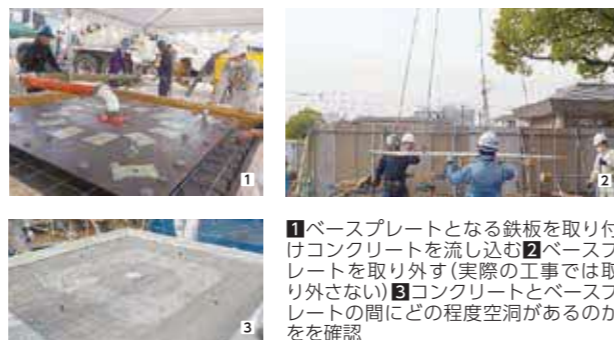 1
2
3
1ベースプレートとなる鉄板を取り付
けコンクリートを流し込む2ベースプ
レートを取り外す(実際の工事では取
り外さない)3コンクリートとベースプ
レートの間にどの程度空洞があるのか
をを確認